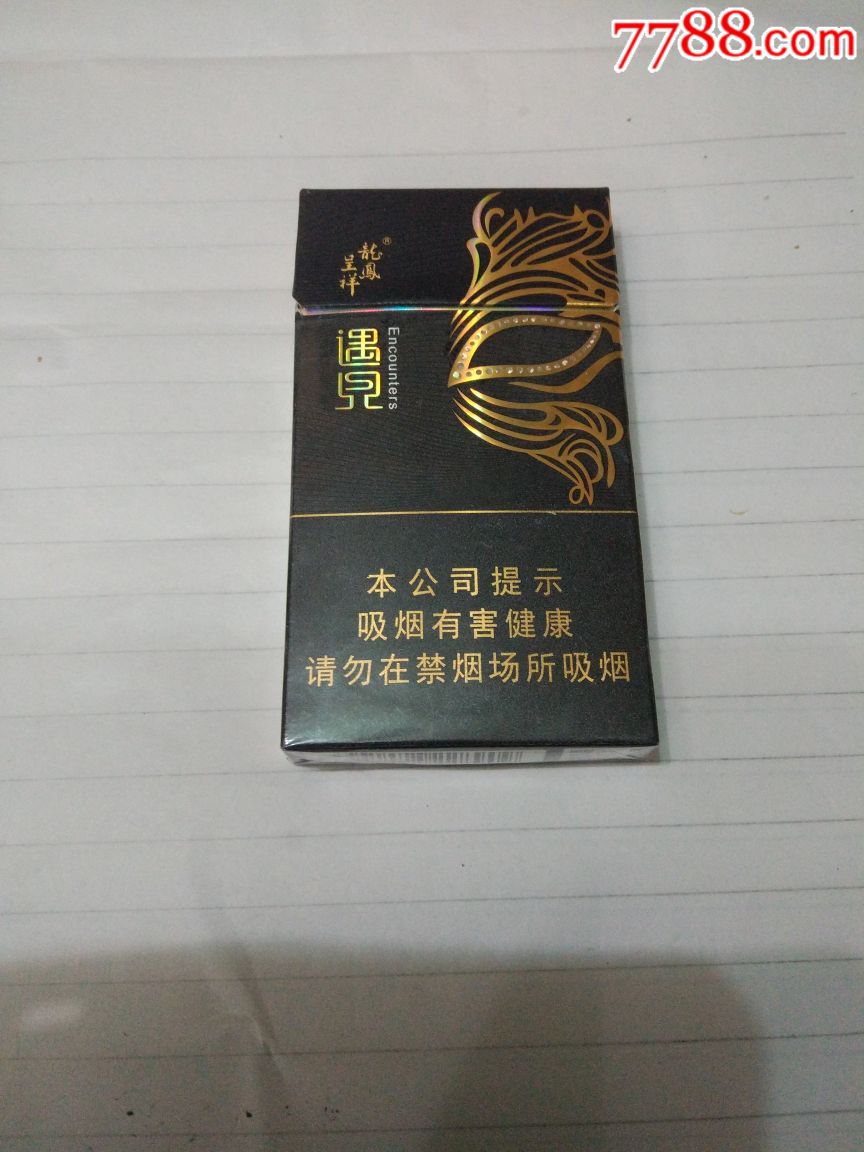 7788.com
龍鳳
呈祥
®
遇見
Encounters
本公司提示
吸烟有害健康
请勿在禁烟场所吸烟